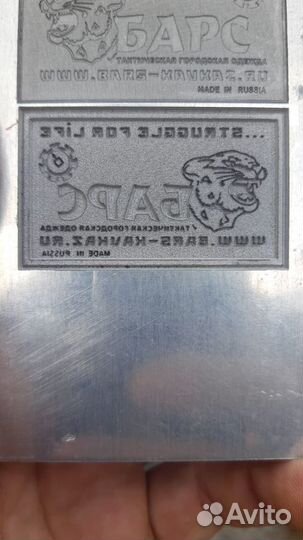 БАРС
ТАКТИЧЕСКАЯ ГОРОДСКАЯ ОДЕЖДА
WWW.BARS-KAVKAZ.RU
MADE IN RUSSIA
STRUGGLE FOR LIFE...
БАРС
ТАКТИЧЕСКАЯ ГОРОДСКАЯ ОДЕЖДА
WWW.BARS-KAVKAZ.RU
MADE IN RUSSIA
Avito